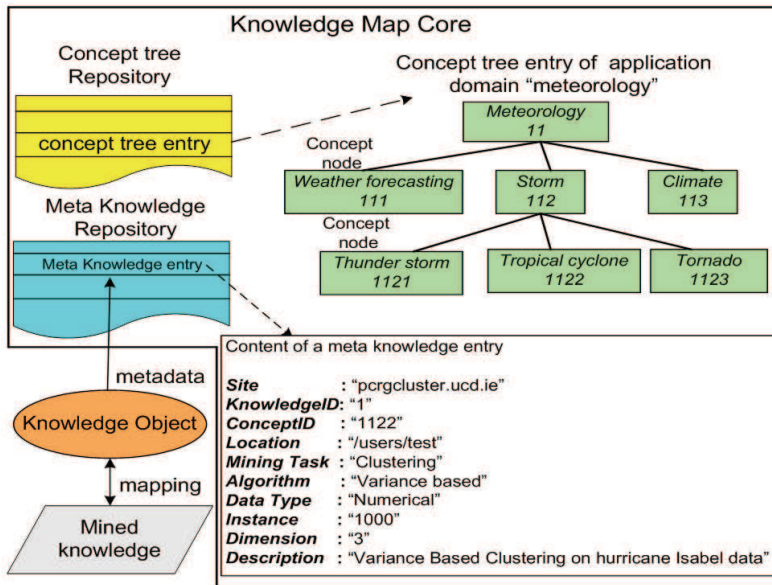 Knowledge Map Core
Concept tree
Repository
concept tree entry
Concept tree entry of application
domain “meteorology”
Meteorology
11
Concept
node
Weather forecasting
111
Storm
112
Climate
113
Concept
node
Thunder storm
1121
Tropical cyclone
1122
Tornado
1123
Meta Knowledge
Repository
Meta Knowledge entry
metadata
Knowledge Object
mapping
Mined
knowledge
Content of a meta knowledge entry
Site : “pcrgcluster.ucd.ie”
KnowledgeID: “1”
ConceptID : “1122”
Location : “/users/test”
Mining Task : “Clustering”
Algorithm : “Variance based”
Data Type : “Numerical”
Instance : “1000”
Dimension : “3”
Description : “Variance Based Clustering on hurricane Isabel data”